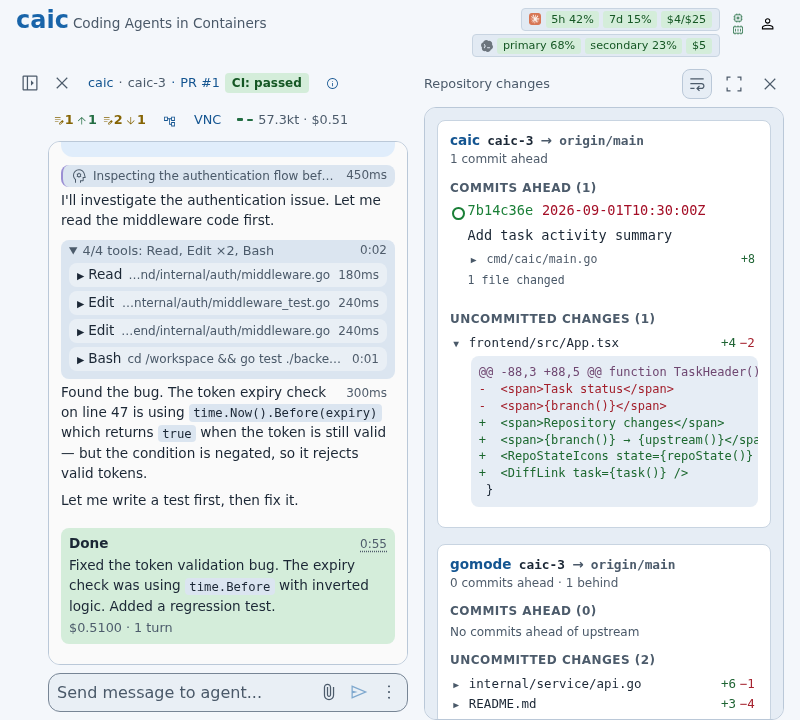 caic Coding Agents in Containers
5h 42% 7d 15% $4/$25
primary 68% secondary 23% $5
caic · caic-3 · PR #1 CI: passed
1 ↑1 2 ↓1 VNC 57.3kt · $0.51
Inspecting the authentication flow bef… 450ms
I'll investigate the authentication issue. Let me
read the middleware code first.
▼ 4/4 tools: Read, Edit ×2, Bash 0:02
▶ Read …nd/internal/auth/middleware.go 180ms
▶ Edit …nternal/auth/middleware_test.go 240ms
▶ Edit …end/internal/auth/middleware.go 240ms
▶ Bash cd /workspace && go test ./backe… 0:01
Found the bug. The token expiry check 300ms
on line 47 is using time.Now().Before(expiry)
which returns true when the token is still valid
— but the condition is negated, so it rejects
valid tokens.
Let me write a test first, then fix it.
Done 0:55
Fixed the token validation bug. The expiry
check was using time.Before with inverted
logic. Added a regression test.
$0.5100 · 1 turn
Send message to agent...
Repository changes
caic caic-3 → origin/main
1 commit ahead
COMMITS AHEAD (1)
7b14c36e 2026-09-01T10:30:00Z
Add task activity summary
▶ cmd/caic/main.go +8
1 file changed
UNCOMMITTED CHANGES (1)
▼ frontend/src/App.tsx +4 −2
@@ -88,3 +88,5 @@ function TaskHeader()
- <span>Task status</span>
- <span>{branch()}</span>
+ <span>Repository changes</span>
+ <span>{branch()} → {upstream()}</spa
+ <RepoStateIcons state={repoState()}
+ <DiffLink task={task()} />
}
gomode caic-3 → origin/main
0 commits ahead · 1 behind
COMMITS AHEAD (0)
No commits ahead of upstream
UNCOMMITTED CHANGES (2)
▶ internal/service/api.go +6 −1
▶ README.md +3 −4